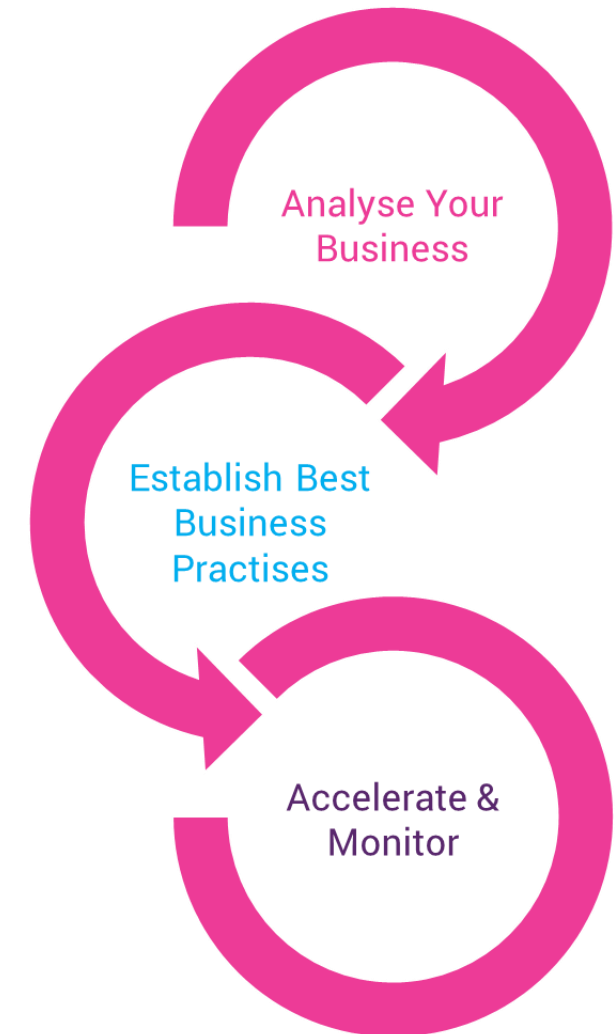 Analyse Your
Business
Establish Best
Business
Practises
Accelerate &
Monitor